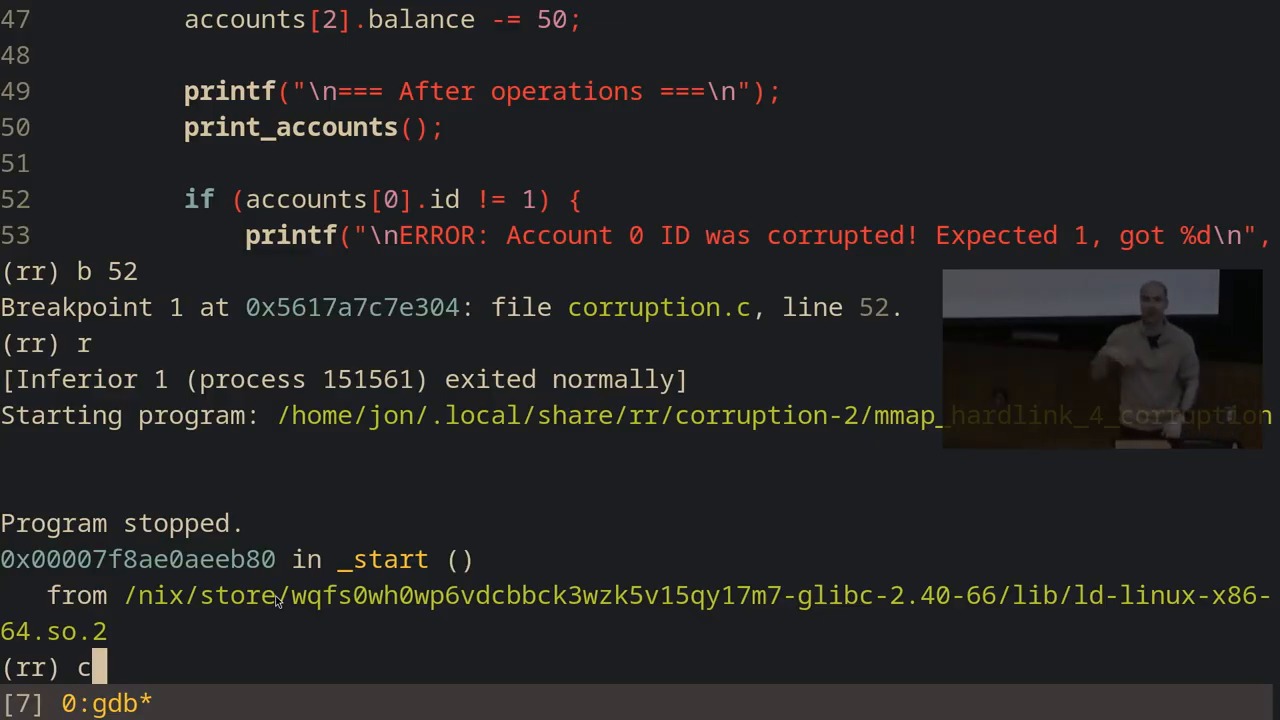 47          accounts[2].balance -= 50;
48
49          printf("\n=== After operations ===\n");
50          print_accounts();
51
52          if (accounts[0].id != 1) {
53              printf("\nERROR: Account 0 ID was corrupted! Expected 1, got %d\n",
(rr) b 52
Breakpoint 1 at 0x5617a7c7e304: file corruption.c, line 52.
(rr) r
[Inferior 1 (process 151561) exited normally]
Starting program: /home/jon/.local/share/rr/corruption-2/mmap_hardlink_4_corruption
Program stopped.
0x00007f8ae0aeeb80 in _start ()
   from /nix/store/wqfs0wh0wp6vdcbbck3wzk5v15qy17m7-glibc-2.40-66/lib/ld-linux-x86-
64.so.2
(rr) c
[7] 0:gdb*